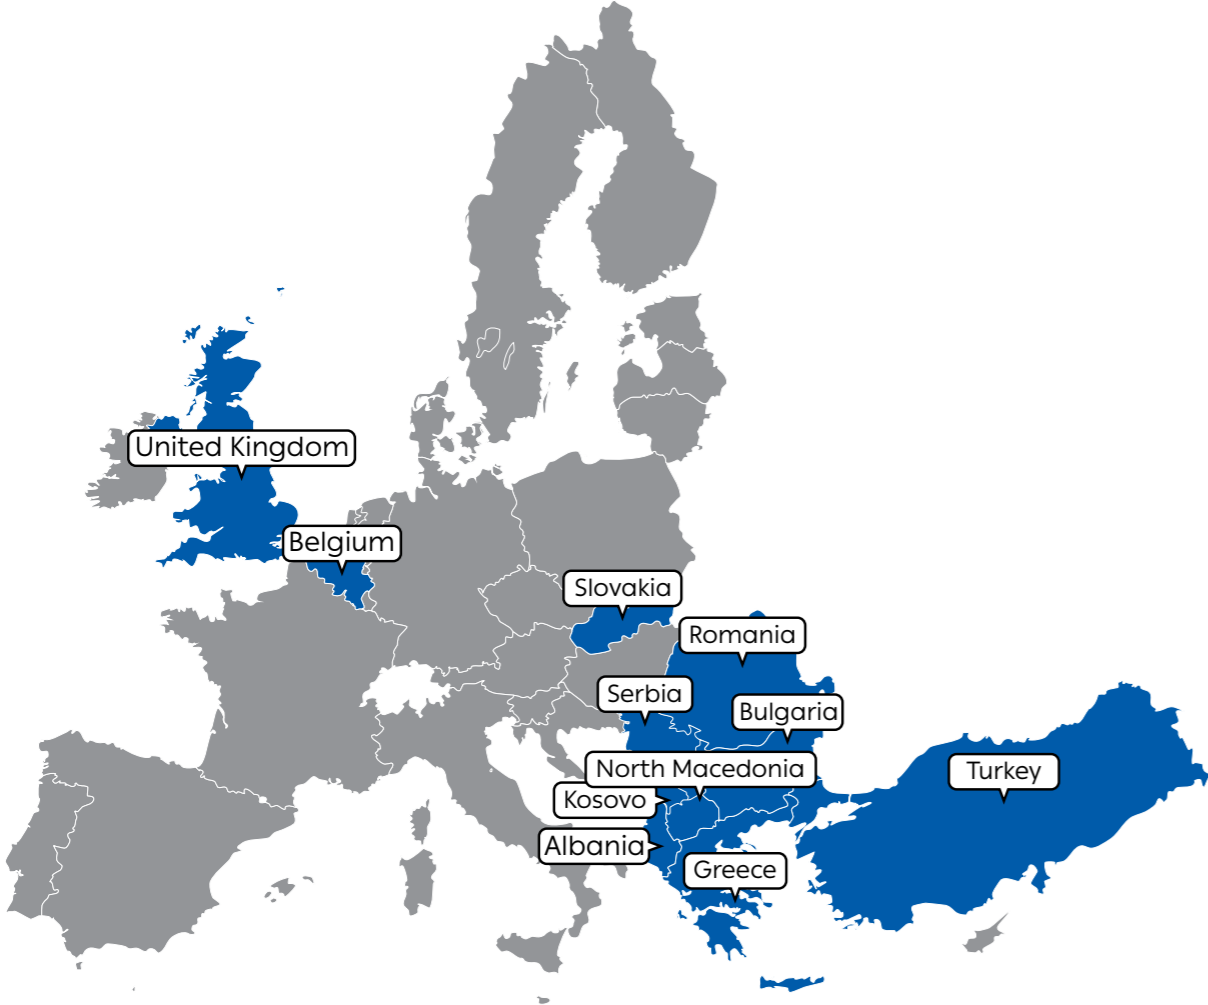 United Kingdom
Belgium
Slovakia
Romania
Serbia
Bulgaria
North Macedonia
Turkey
Kosovo
Albania
Greece